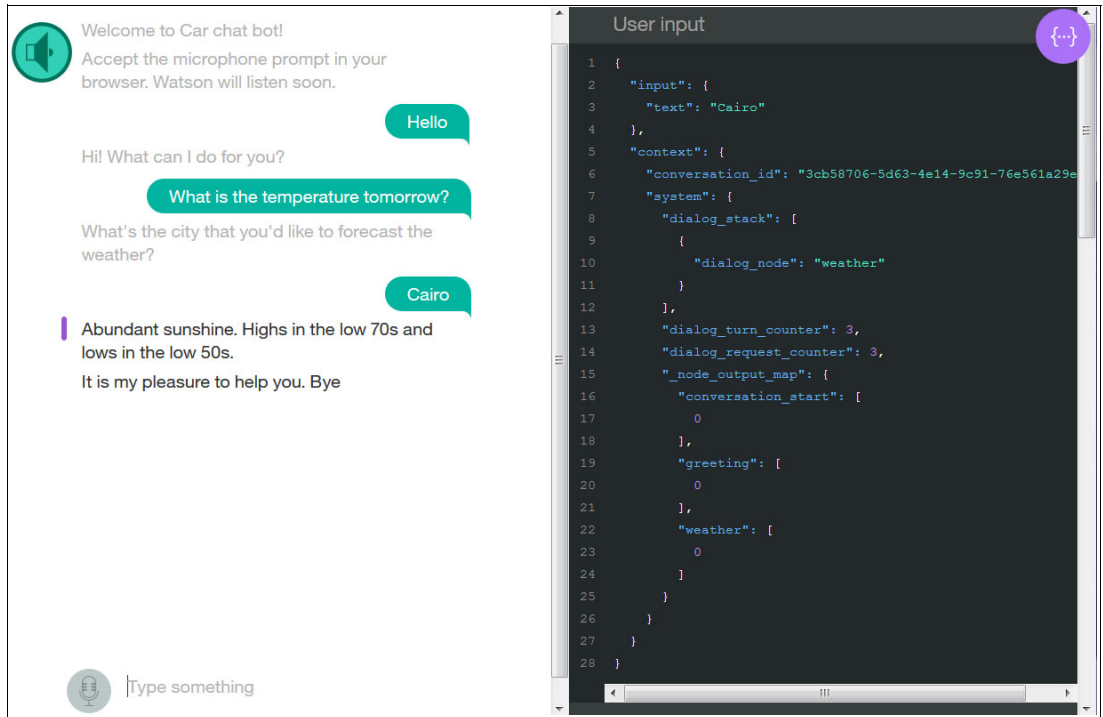 Welcome to Car chat bot!
Accept the microphone prompt in your
browser. Watson will listen soon.
Hello
Hi! What can I do for you?
What is the temperature tomorrow?
What's the city that you'd like to forecast the
weather?
Cairo
Abundant sunshine. Highs in the low 70s and
lows in the low 50s.
It is my pleasure to help you. Bye
Type something
User input
{···}
1 {
2 "input": {
3 "text": "Cairo"
4 },
5 "context": {
6 "conversation_id": "3cb58706-5d63-4e14-9c91-76e561a29e
7 "system": {
8 "dialog_stack": [
9 {
10 "dialog_node": "weather"
11 }
12 ],
13 "dialog_turn_counter": 3,
14 "dialog_request_counter": 3,
15 "_node_output_map": {
16 "conversation_start": [
17 0
18 ],
19 "greeting": [
20 0
21 ],
22 "weather": [
23 0
24 ]
25 }
26 }
27 }
28 }